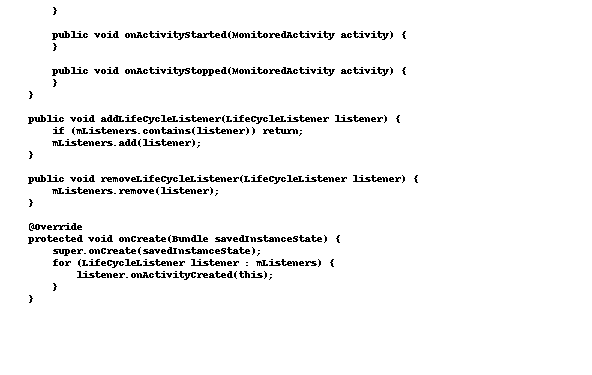 }
public void onActivityStarted(MonitoredActivity activity) {
}
public void onActivityStopped(MonitoredActivity activity) {
}
}
public void addLifeCycleListener(LifeCycleListener listener) {
if (mListeners.contains(listener)) return;
mListeners.add(listener);
}
public void removeLifeCycleListener(LifeCycleListener listener) {
mListeners.remove(listener);
}
@Override
protected void onCreate(Bundle savedInstanceState) {
super.onCreate(savedInstanceState);
for (LifeCycleListener listener : mListeners) {
listener.onActivityCreated(this);
}
}